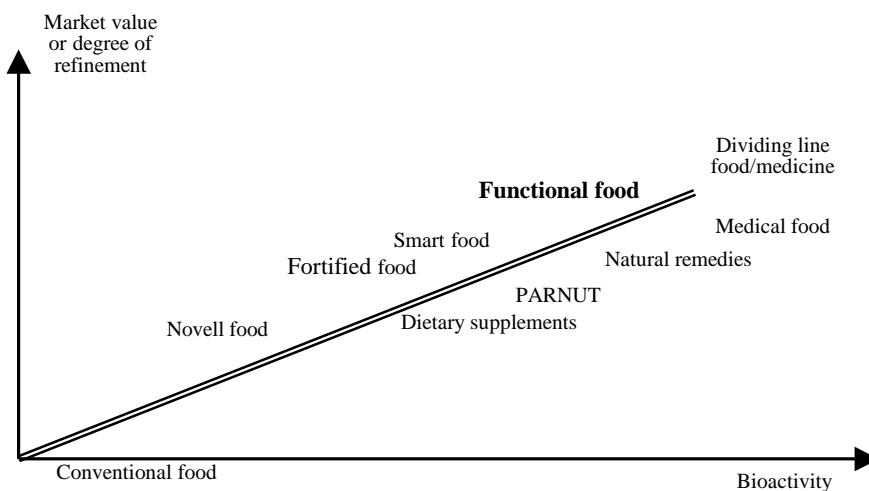 Market value
or degree of
refinement
Dividing line
food/medicine
Functional food
Medical food
Smart food
Natural remedies
Fortified food
PARNUT
Novell food
Dietary supplements
Conventional food
Bioactivity